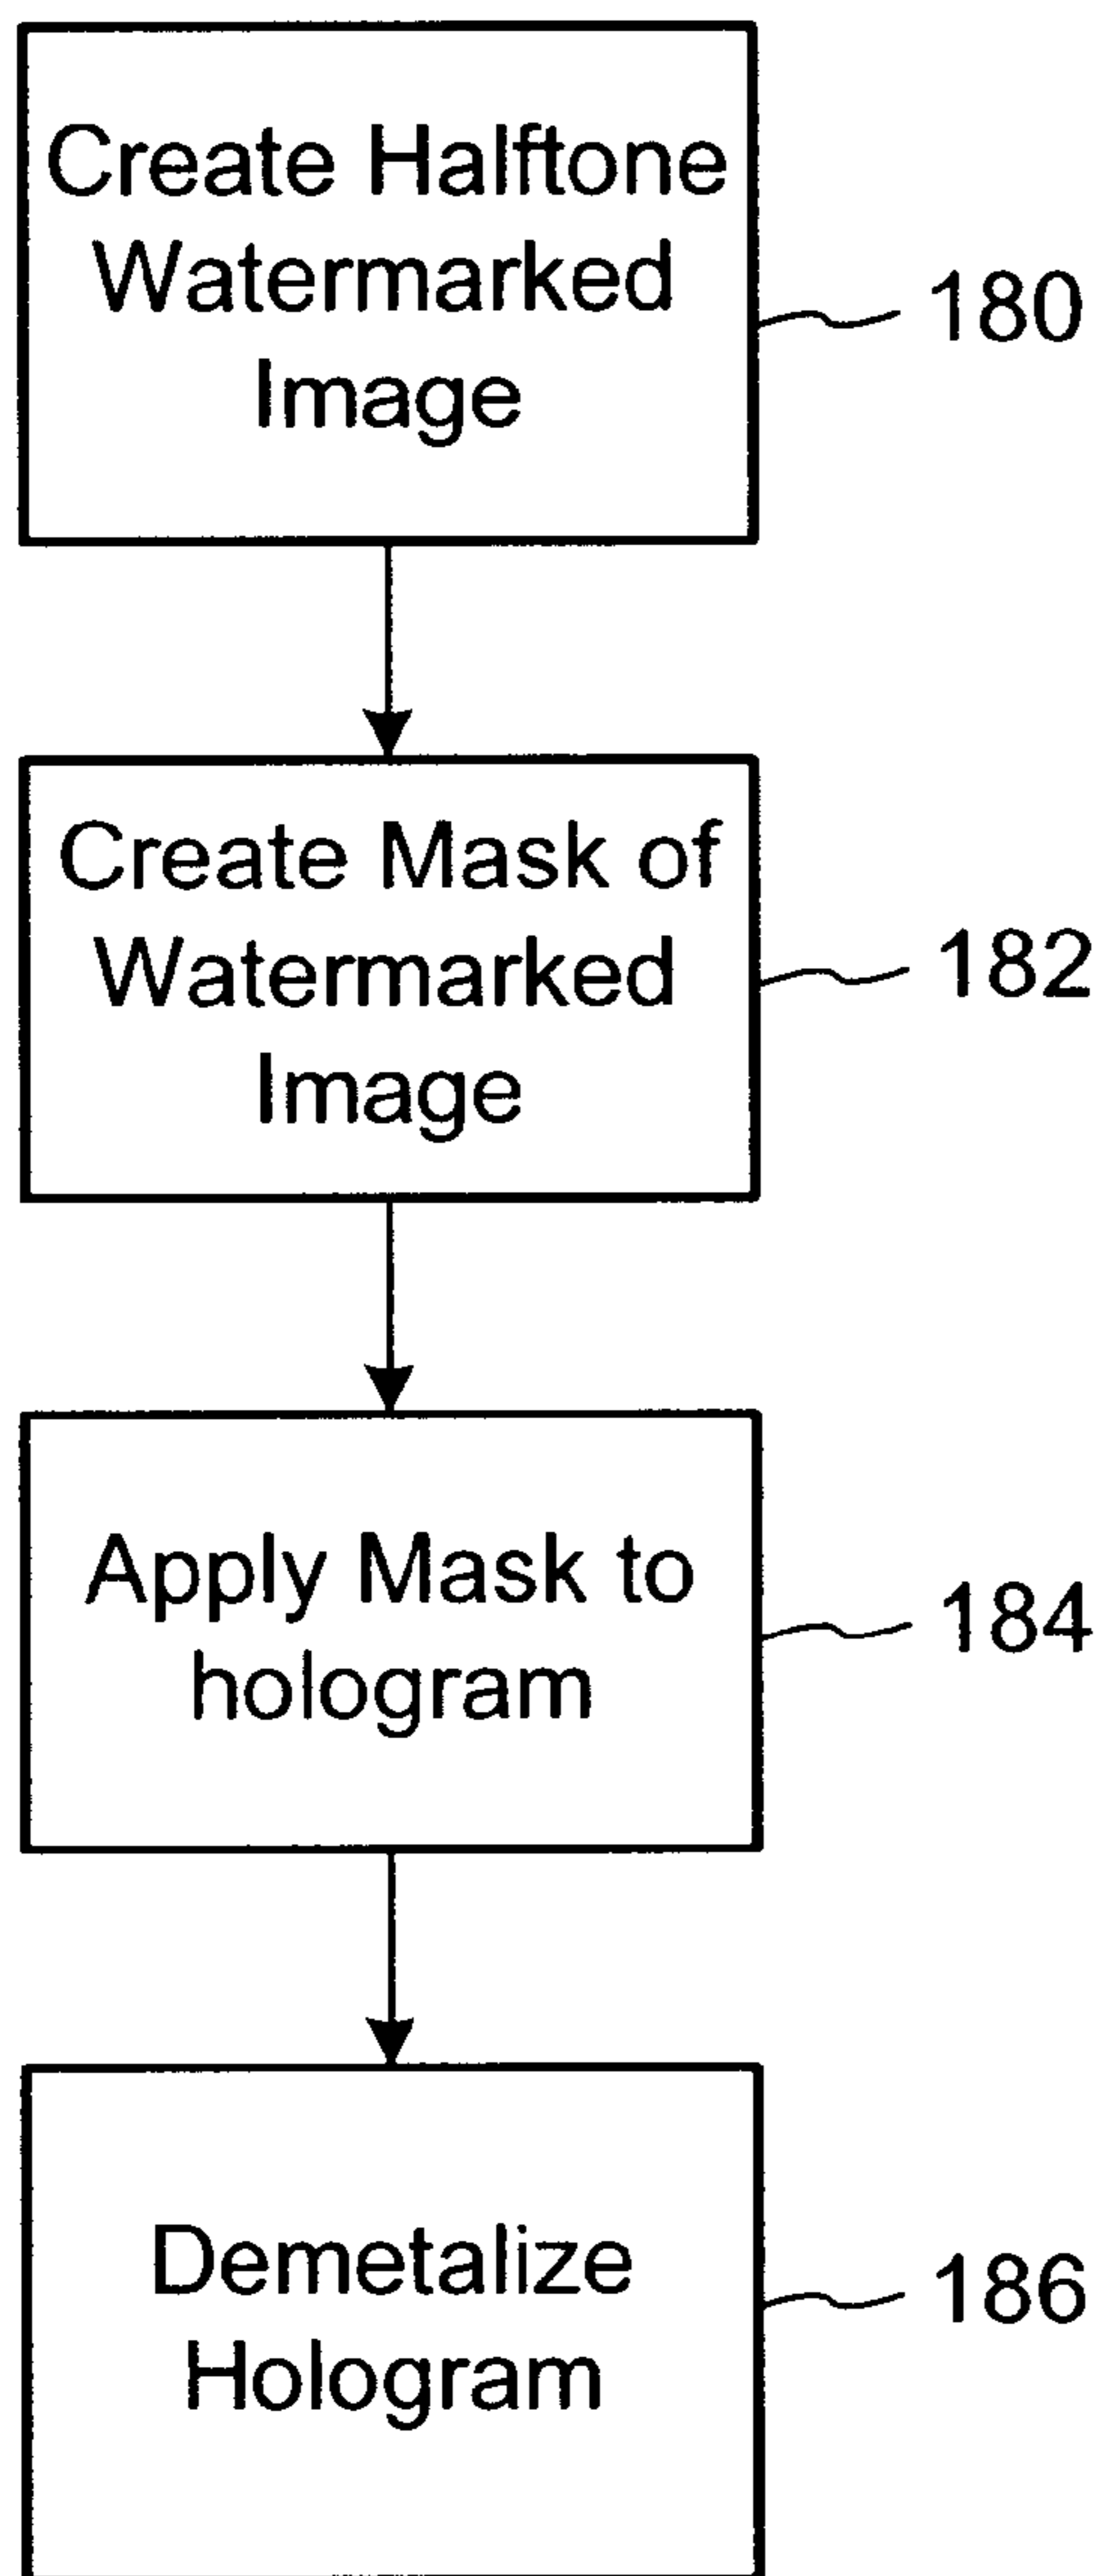 Create Halftone
Watermarked
Image
180
Create Mask of
Watermarked
Image
182
Apply Mask to
hologram
184
Demetalize
Hologram
186